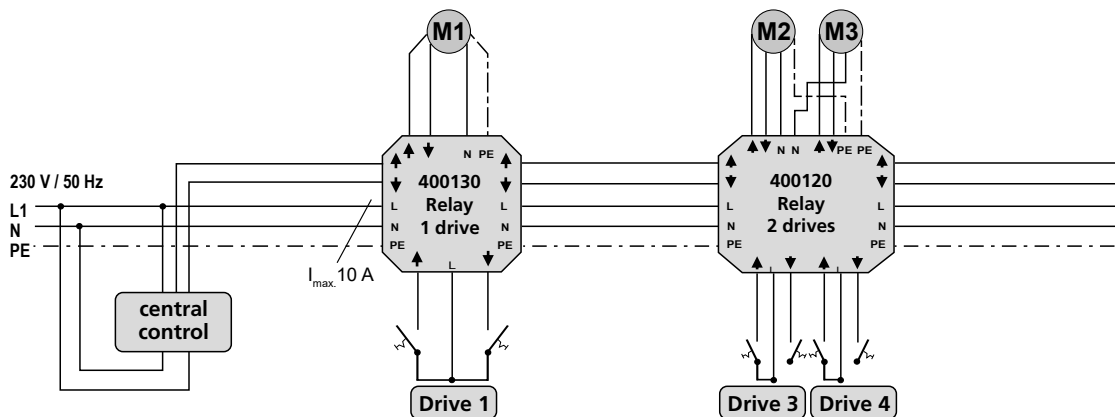 M1
M2 M3
N PE
N N PE PE
230 V / 50 Hz
L1
N
PE
400130
Relay
1 drive
L L
N N
PE PE
L
400120
Relay
2 drives
L L
N N
PE PE
L L
Imax. 10 A
central
control
Drive 1
Drive 3 Drive 4